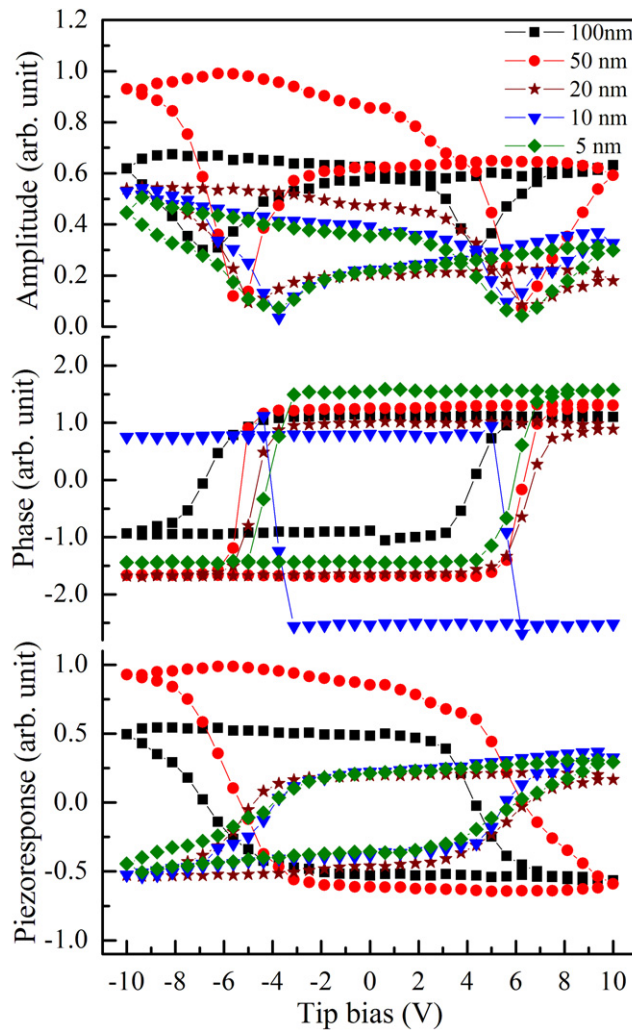 1.2
1.0
0.8
0.6
0.4
0.2
0.0
Amplitude (arb. unit)
100nm
50 nm
20 nm
10 nm
5 nm
2.0
1.0
0.0
-1.0
-2.0
Phase (arb. unit)
1.0
0.5
0.0
-0.5
-1.0
Piezoresponse (arb. unit)
-10 -8 -6 -4 -2 0 2 4 6 8 10
Tip bias (V)